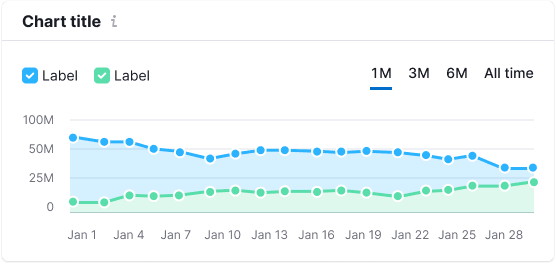 Chart title i
Label Label 1M 3M 6M All time
100M
50M
25M
0
Jan 1 Jan 4 Jan 7 Jan 10 Jan 13 Jan 16 Jan 19 Jan 22 Jan 25 Jan 28